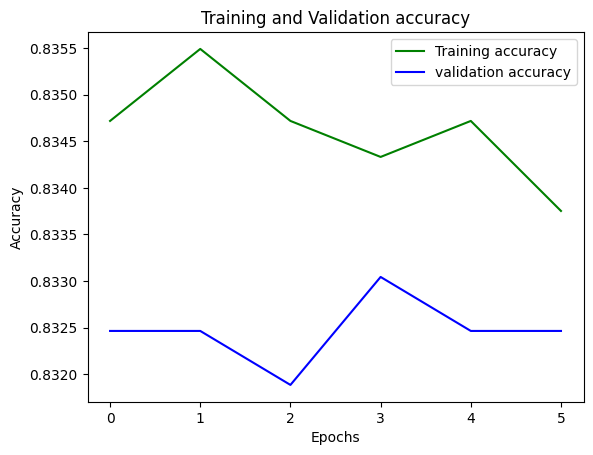 Training and Validation accuracy
Training accuracy
validation accuracy
0.8355
0.8350
0.8345
0.8340
0.8335
0.8330
0.8325
0.8320
Accuracy
0 1 2 3 4 5
Epochs